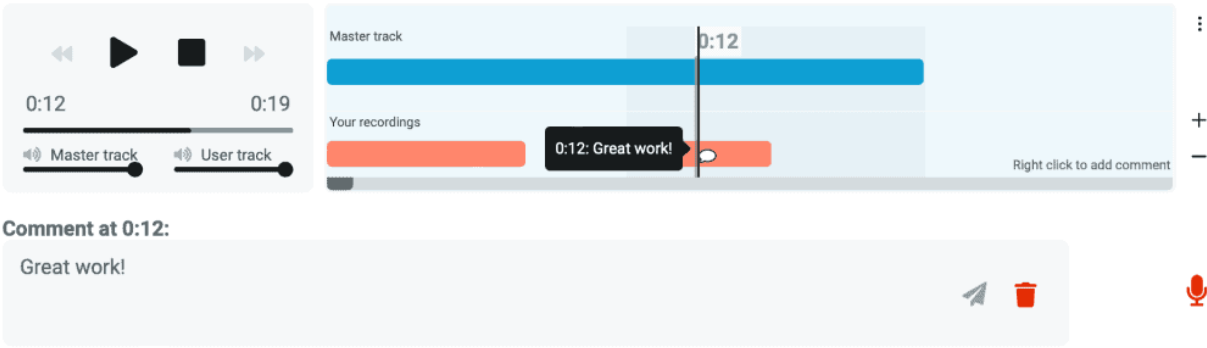 0:12 0:19
Master track User track
Master track
0:12
Your recordings
0:12: Great work!
Right click to add comment
Comment at 0:12:
Great work!